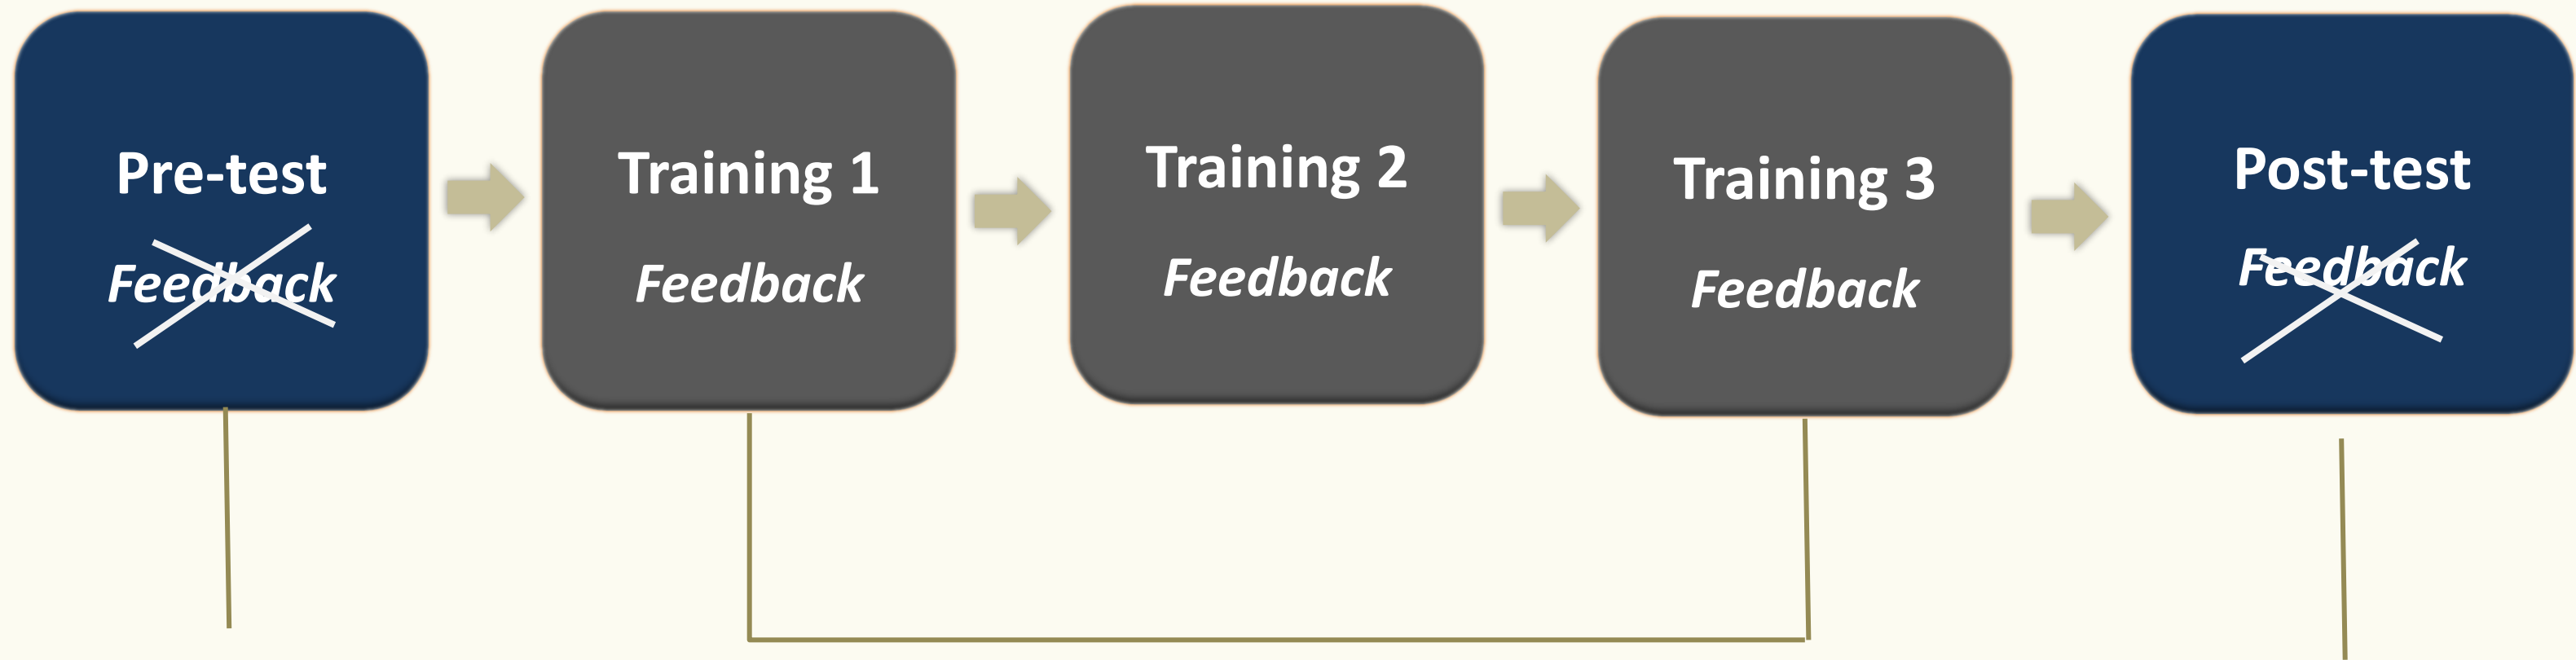 Pre-test
Feedback
Training 1
Feedback
Training 2
Feedback
Training 3
Feedback
Post-test
Feedback